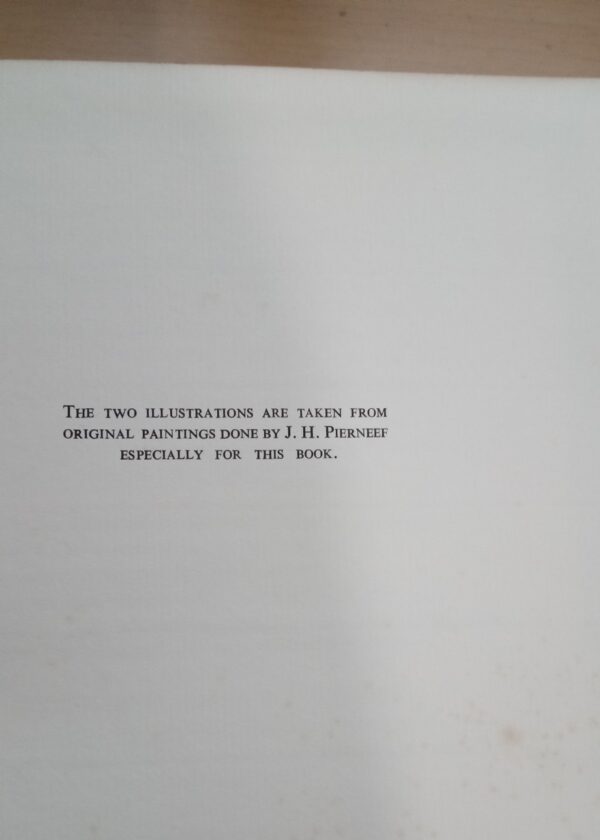 THE TWO ILLUSTRATIONS ARE TAKEN FROM
ORIGINAL PAINTINGS DONE BY J. H. PIERNEEF
ESPECIALLY FOR THIS BOOK.